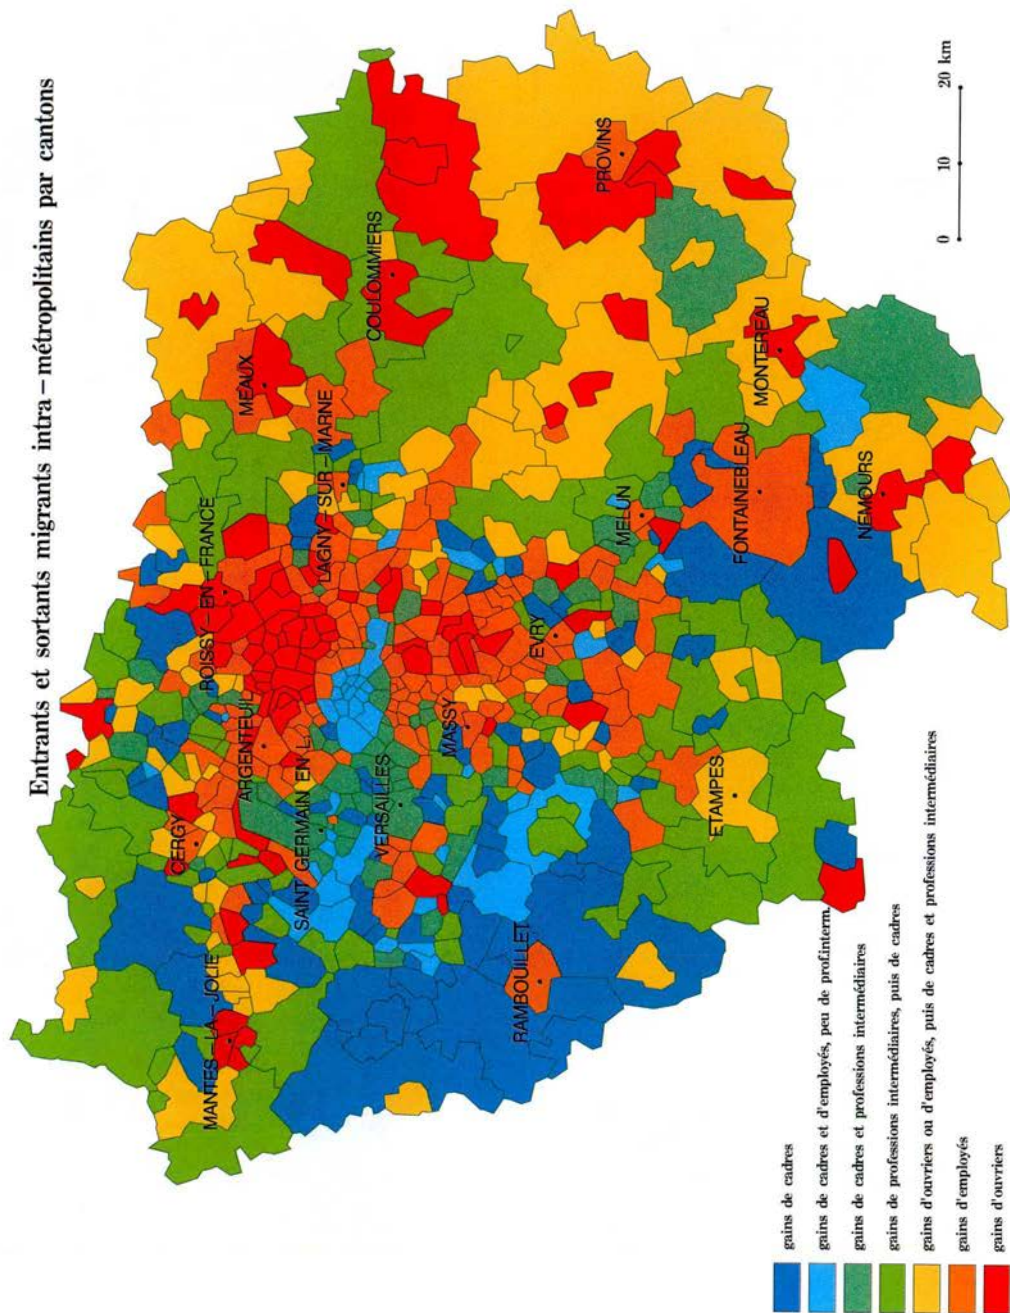 Entrants et sortants migrants intra – métropolitains par cantons
CERGY
ARGENTEUIL
ROISSY – EN – FRANCE
MEAUX
MANTES – LA – JOLIE
SAINT GERMAIN EN L.
LAGNY – SUR – MARNE
COULOMMIERS
VERSAILLES
MASSY
EVRY
RAMBOUILLET
MELUN
PROVINS
ETAMPES
FONTAINEBLEAU
MONTEREAU
NEMOURS
0 10 20 km
gains de cadres
gains de cadres et d'employés, peu de prof.interm.
gains de cadres et professions intermédiaires
gains de professions intermédiaires, puis de cadres
gains d'ouvriers ou d'employés, puis de cadres et professions intermédiaires
gains d'employés
gains d'ouvriers